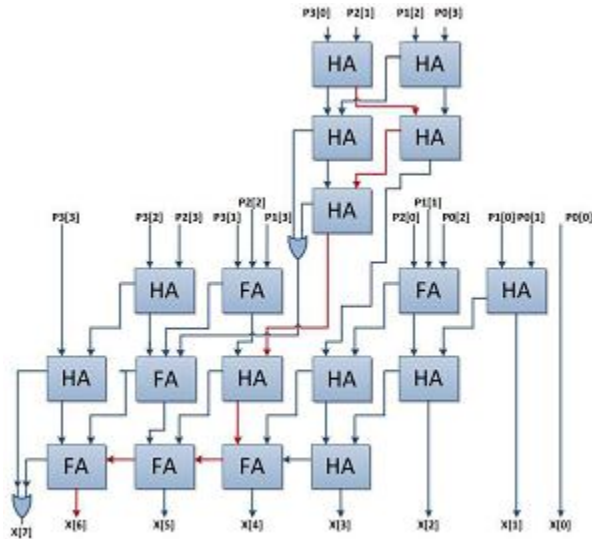 P3[0] P2[1] P1[2] P0[3]
HA HA
HA HA
HA
P3[3] P3[2] P2[3] P3[1] P2[2] P1[3] P2[0] P1[1] P0[2] P1[0] P0[1] P0[0]
HA FA FA HA
HA FA HA HA HA
FA FA FA HA
X[7] X[6] X[5] X[4] X[3] X[2] X[1] X[0]